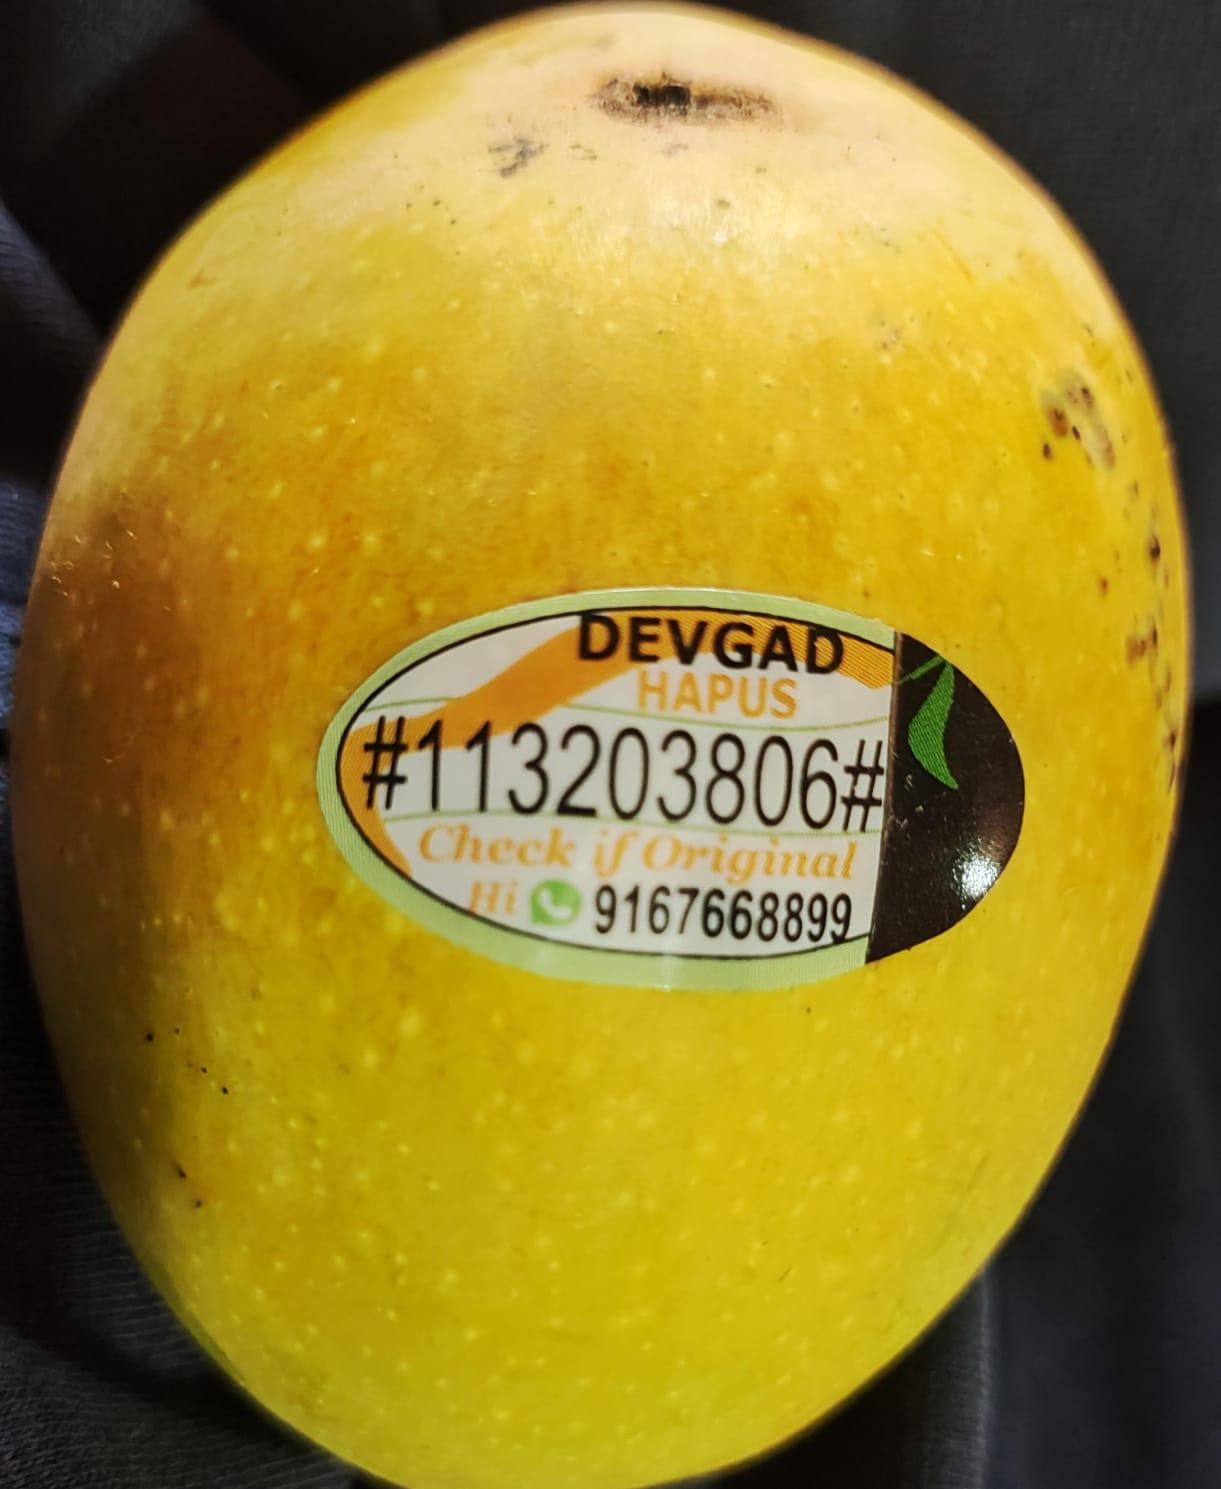 DEVGAD
HAPUS
#113203806#
Check if Original
Hi 9167668899